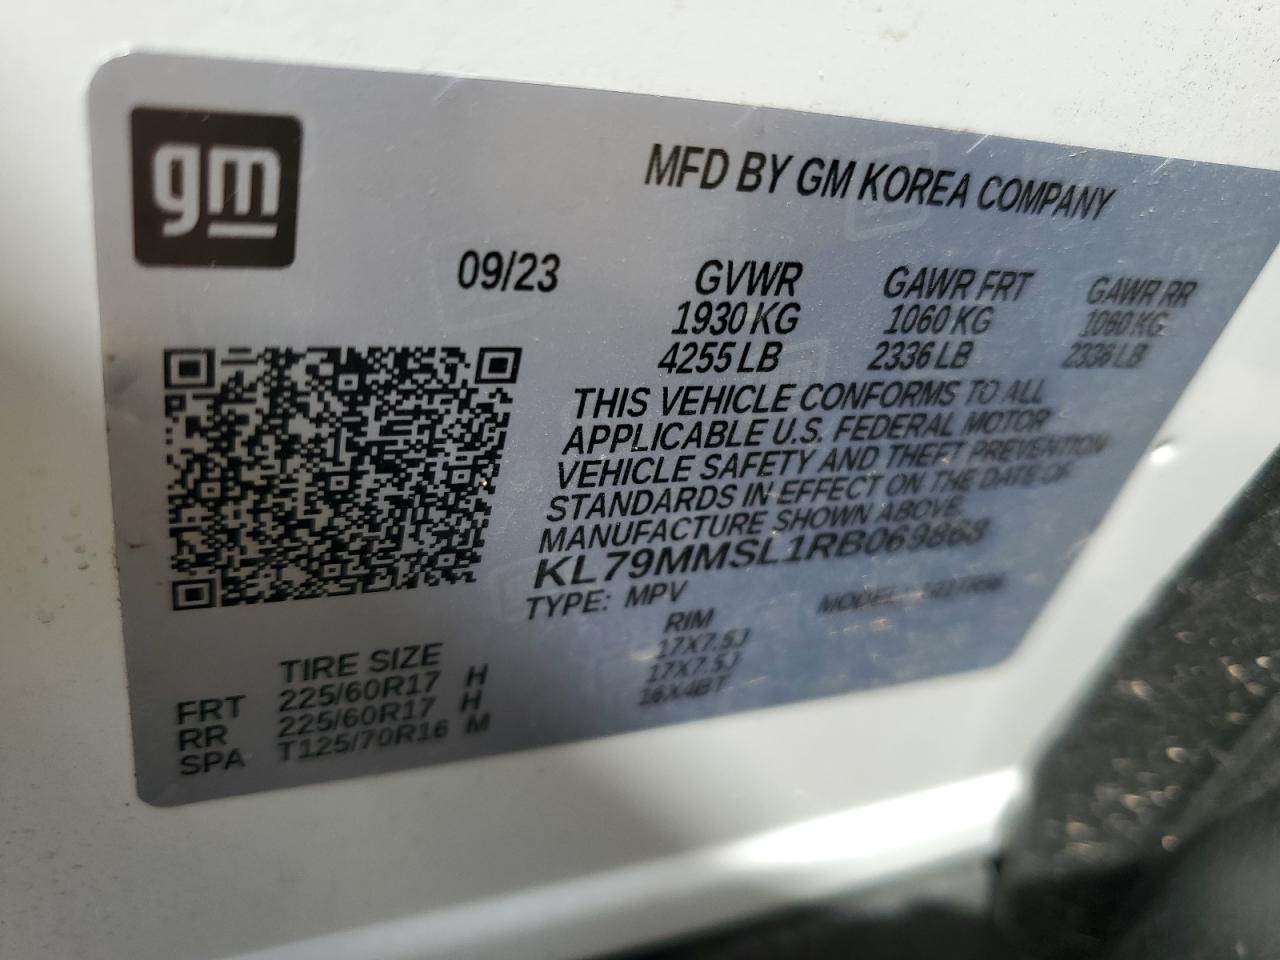 gm
MFD BY GM KOREA COMPANY
09/23
GVWR GAWR FRT GAWR RR
1930 KG 1060 KG 1060 KG
4255 LB 2336 LB 2336 LB
THIS VEHICLE CONFORMS TO ALL
APPLICABLE U.S. FEDERAL MOTOR
VEHICLE SAFETY AND THEFT PREVENTION
STANDARDS IN EFFECT ON THE DATE OF
MANUFACTURE SHOWN ABOVE.
KL79MMSL1RB069868
TYPE: MPV MODEL:
TIRE SIZE RIM
FRT 225/60R17 H 17X7.5J
RR 225/60R17 H 17X7.5J
SPA T125/70R16 M 16X4BT